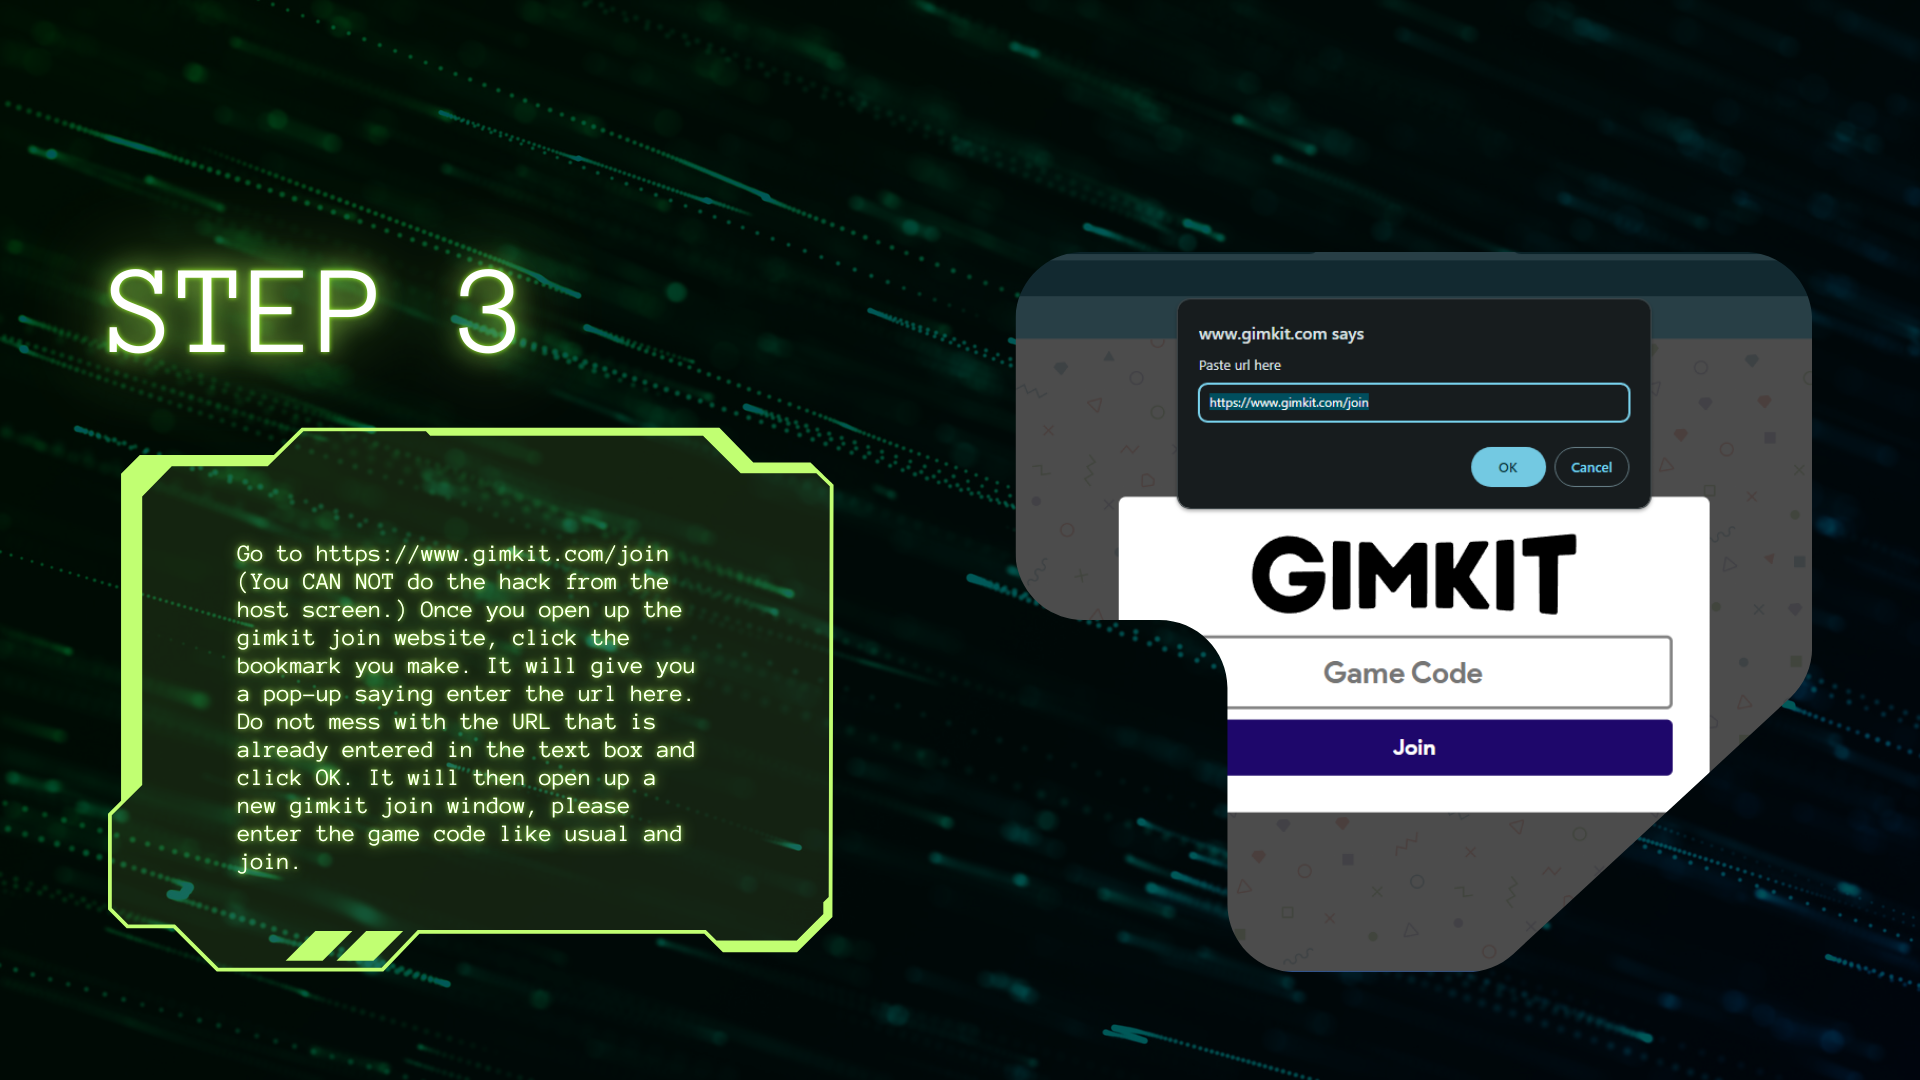 STEP 3
Go to https://www.gimkit.com/join
(You CAN NOT do the hack from the
host screen.) Once you open up the
gimkit join website, click the
bookmark you make. It will give you
a pop-up saying enter the url here.
Do not mess with the URL that is
already entered in the text box and
click OK. It will then open up a
new gimkit join window, please
enter the game code like usual and
join.
www.gimkit.com says
Paste url here
https://www.gimkit.com/join
OK
Cancel
GIMKIT
Game Code
Join